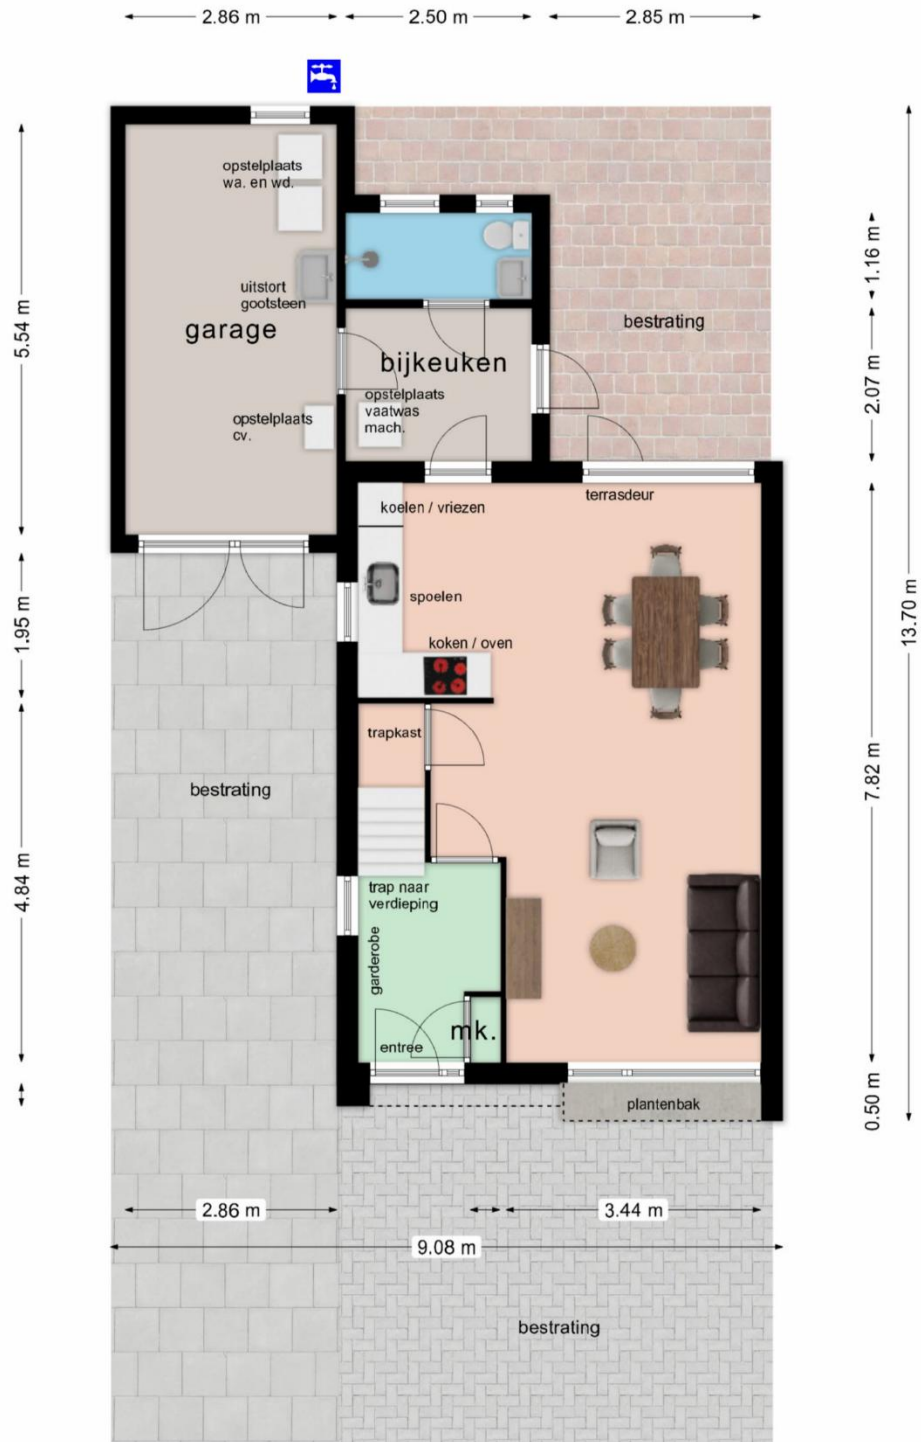 2.86 m
2.50 m
2.85 m
opstelplaats
wa. en wd.
1.16 m
uitstort
gootsteen
5.54 m
garage
bestrating
bijkeuken
2.07 m
opstelplaats
vaatwas
mach.
opstelplaats
cv.
terrasdeur
koelen / vriezen
spoelen
1.95 m
13.70 m
koken / oven
trapkast
7.82 m
bestrating
4.84 m
trap naar
verdieping
garderobe
mk.
entree
0.50 m
plantenbak
2.86 m
3.44 m
9.08 m
bestrating